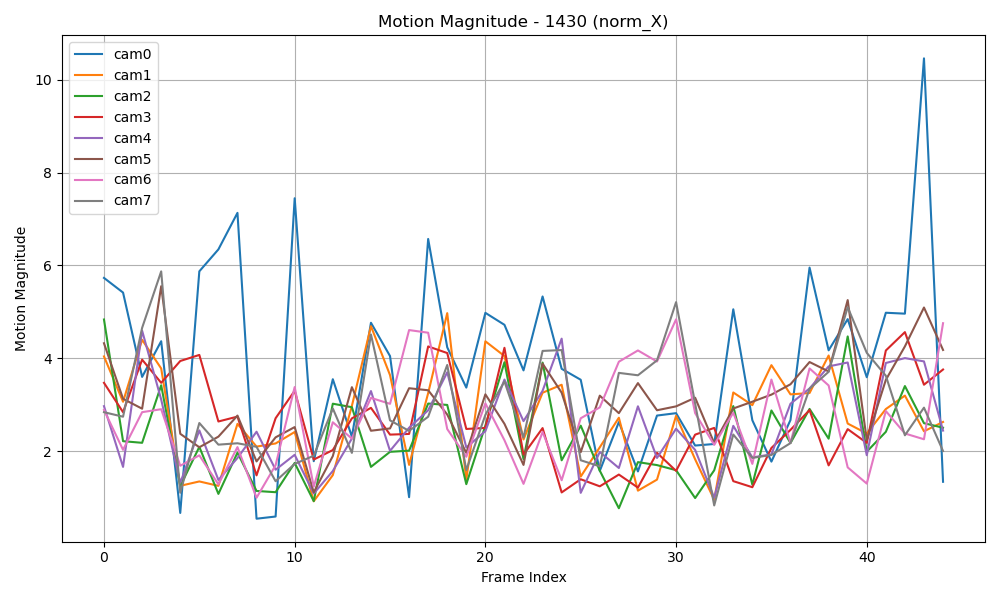 Motion Magnitude - 1430 (norm_X)
cam0
cam1
cam2
cam3
cam4
cam5
cam6
cam7
Motion Magnitude
10
8
6
4
2
0
10
20
30
40
Frame Index